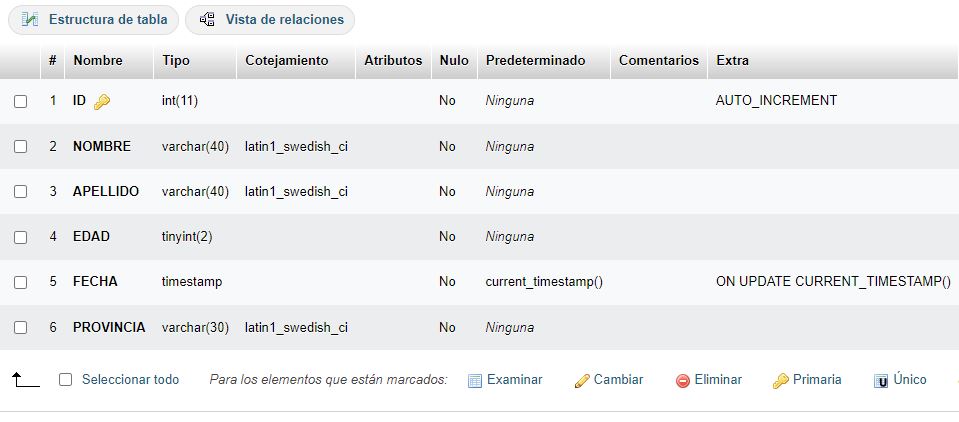 Estructura de tabla Vista de relaciones
# Nombre Tipo Cotejamiento Atributos Nulo Predeterminado Comentarios Extra
1 ID int(11) No Ninguna AUTO_INCREMENT
2 NOMBRE varchar(40) latin1_swedish_ci No Ninguna
3 APELLIDO varchar(40) latin1_swedish_ci No Ninguna
4 EDAD tinyint(2) No Ninguna
5 FECHA timestamp No current_timestamp() ON UPDATE CURRENT_TIMESTAMP()
6 PROVINCIA varchar(30) latin1_swedish_ci No Ninguna
Seleccionar todo Para los elementos que están marcados: Examinar Cambiar Eliminar Primaria Único